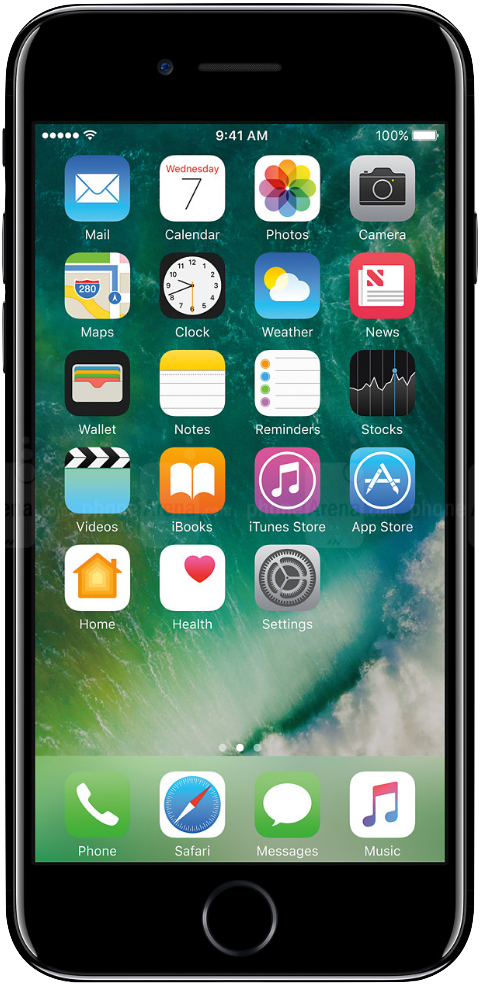 9:41 AM 100%
Wednesday
7
Mail Calendar Photos Camera
280
12
Maps Clock Weather News
Wallet Notes Reminders Stocks
Videos iBooks iTunes Store App Store
Home Health Settings
Phone Safari Messages Music